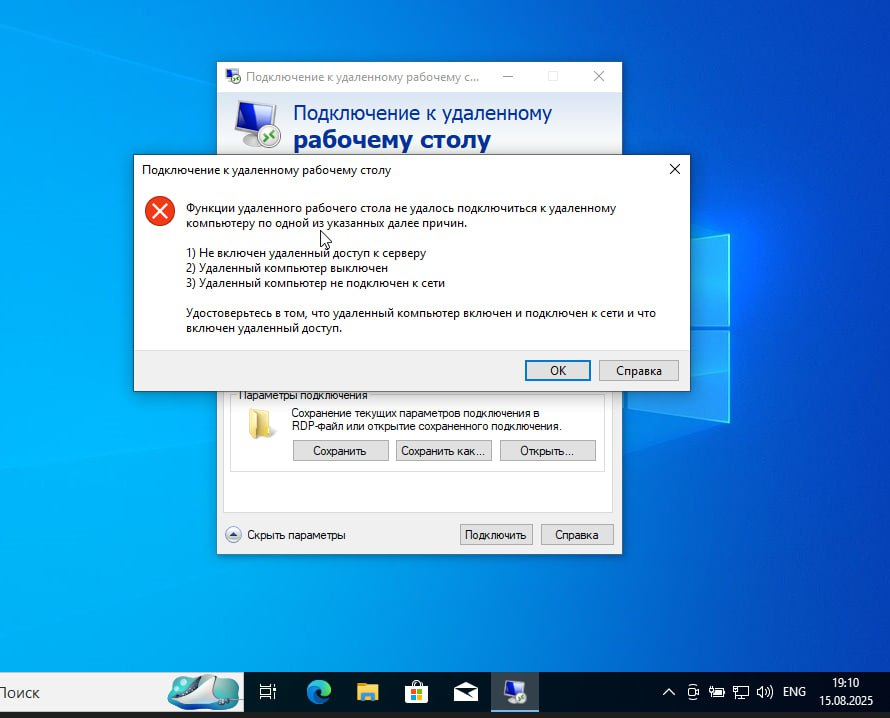 Подключение к удаленному рабочему с...
Подключение к удаленному
рабочему столу
Подключение к удаленному рабочему столу
Функции удаленного рабочего стола не удалось подключиться к удаленному
компьютеру по одной из указанных далее причин.
1) Не включен удаленный доступ к серверу
2) Удаленный компьютер выключен
3) Удаленный компьютер не подключен к сети
Удостоверьтесь в том, что удаленный компьютер включен и подключен к сети и что
включен удаленный доступ.
OK
Справка
Параметры подключения
Сохранение текущих параметров подключения в
RDP-файл или открытие сохраненного подключения.
Сохранить
Сохранить как...
Открыть...
Скрыть параметры
Подключить
Справка
Поиск
ENG
19:10
15.08.2025